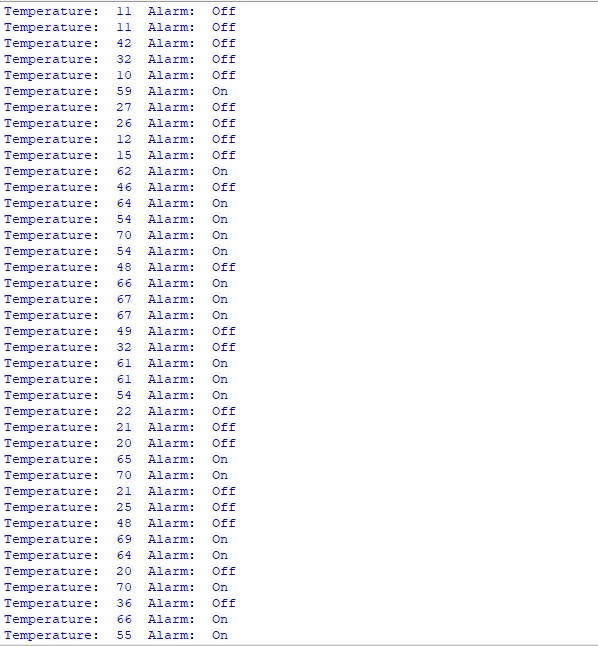 Temperature:  11  Alarm:  Off
Temperature:  11  Alarm:  Off
Temperature:  42  Alarm:  Off
Temperature:  32  Alarm:  Off
Temperature:  10  Alarm:  Off
Temperature:  59  Alarm:  On
Temperature:  27  Alarm:  Off
Temperature:  26  Alarm:  Off
Temperature:  12  Alarm:  Off
Temperature:  15  Alarm:  Off
Temperature:  62  Alarm:  On
Temperature:  46  Alarm:  Off
Temperature:  64  Alarm:  On
Temperature:  54  Alarm:  On
Temperature:  70  Alarm:  On
Temperature:  54  Alarm:  On
Temperature:  48  Alarm:  Off
Temperature:  66  Alarm:  On
Temperature:  67  Alarm:  On
Temperature:  67  Alarm:  On
Temperature:  49  Alarm:  Off
Temperature:  32  Alarm:  Off
Temperature:  61  Alarm:  On
Temperature:  61  Alarm:  On
Temperature:  54  Alarm:  On
Temperature:  22  Alarm:  Off
Temperature:  21  Alarm:  Off
Temperature:  20  Alarm:  Off
Temperature:  65  Alarm:  On
Temperature:  70  Alarm:  On
Temperature:  21  Alarm:  Off
Temperature:  25  Alarm:  Off
Temperature:  48  Alarm:  Off
Temperature:  69  Alarm:  On
Temperature:  64  Alarm:  On
Temperature:  20  Alarm:  Off
Temperature:  70  Alarm:  On
Temperature:  36  Alarm:  Off
Temperature:  66  Alarm:  On
Temperature:  55  Alarm:  On